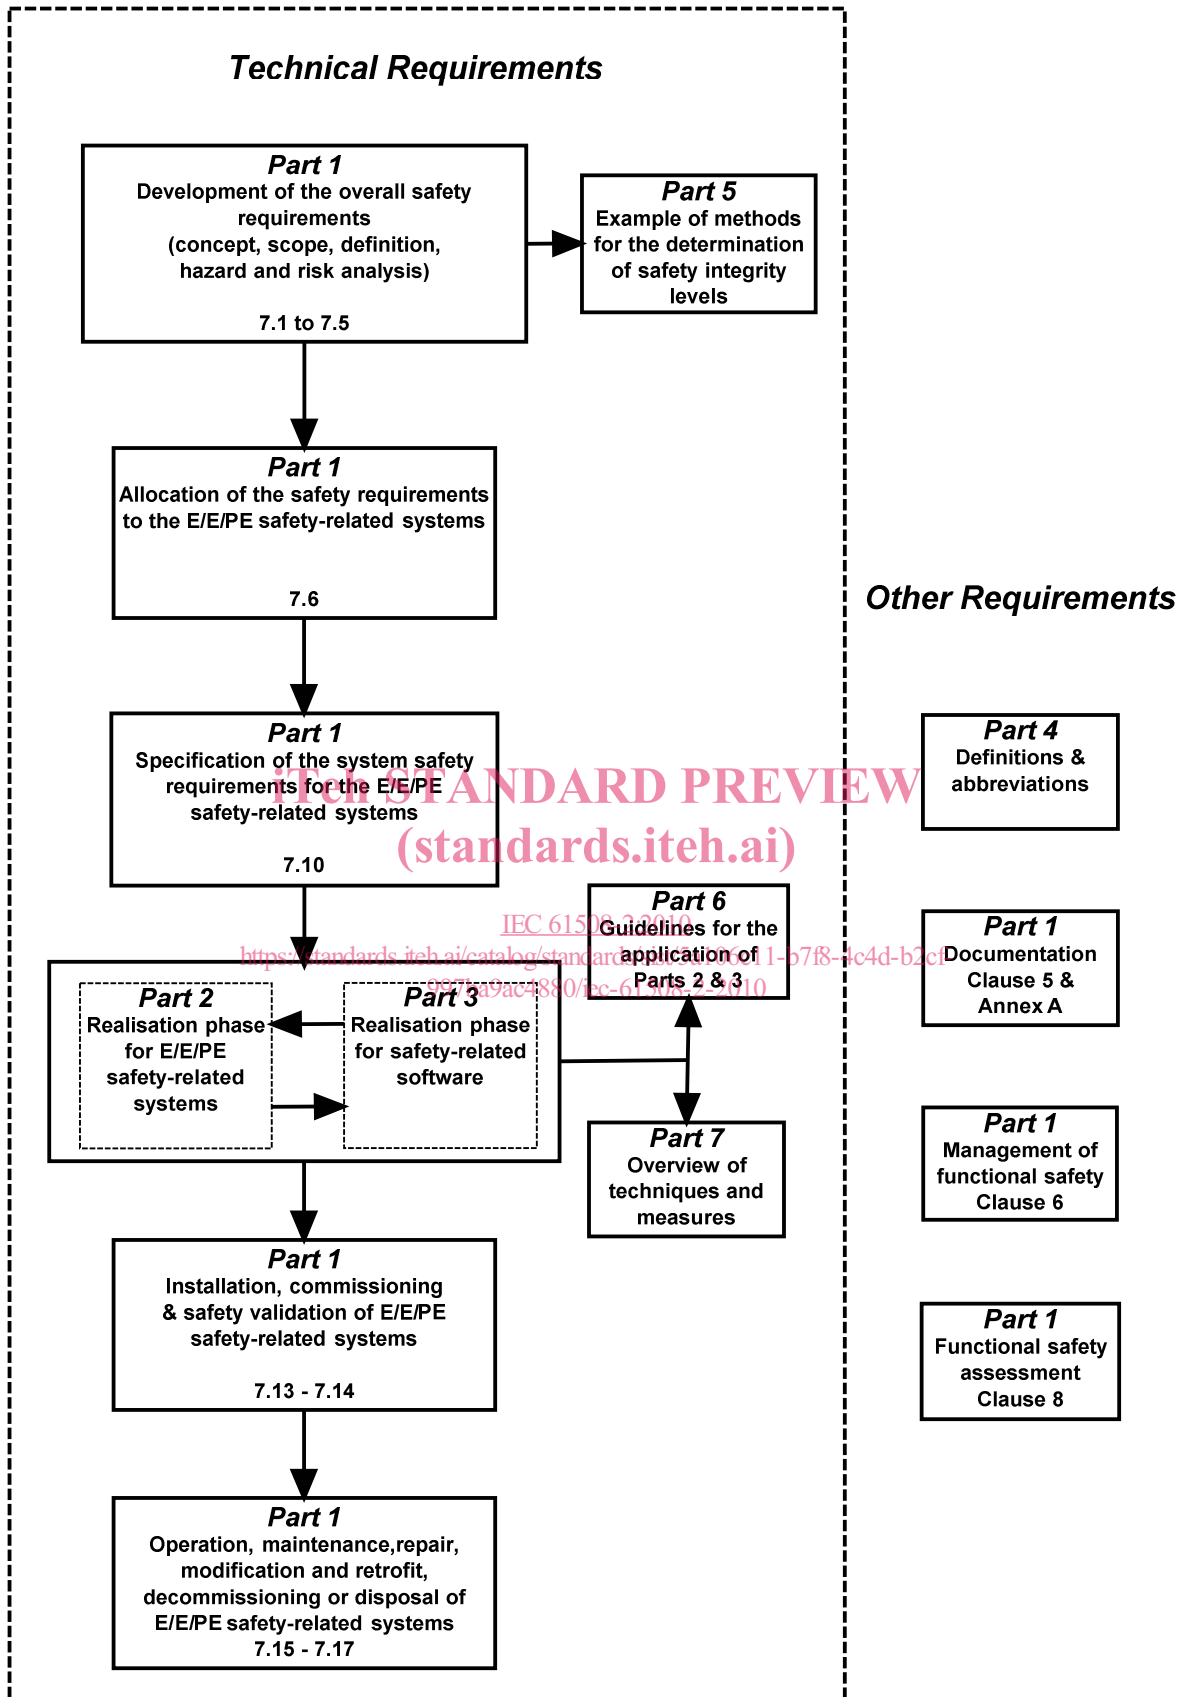 Technical Requirements
Part 1
Development of the overall safety
requirements
(concept, scope, definition,
hazard and risk analysis)
7.1 to 7.5
Part 5
Example of methods
for the determination
of safety integrity
levels
Part 1
Allocation of the safety requirements
to the E/E/PE safety-related systems
7.6
Part 1
Specification of the system safety
requirements for the E/E/PE
safety-related systems
7.10
iTeh STANDARD PREVIEW
(standards.iteh.ai)
IEC 61508-2:2010
Part 6
Guidelines for the
application of
Parts 2 & 3
Part 2
Realisation phase
for E/E/PE
safety-related
systems
Part 3
Realisation phase
for safety-related
software
Part 7
Overview of
techniques and
measures
Part 1
Installation, commissioning
& safety validation of E/E/PE
safety-related systems
7.13 - 7.14
Part 1
Operation, maintenance,repair,
modification and retrofit,
decommissioning or disposal of
E/E/PE safety-related systems
7.15 - 7.17
Other Requirements
Part 4
Definitions &
abbreviations
Part 1
Documentation
Clause 5 &
Annex A
Part 1
Management of
functional safety
Clause 6
Part 1
Functional safety
assessment
Clause 8